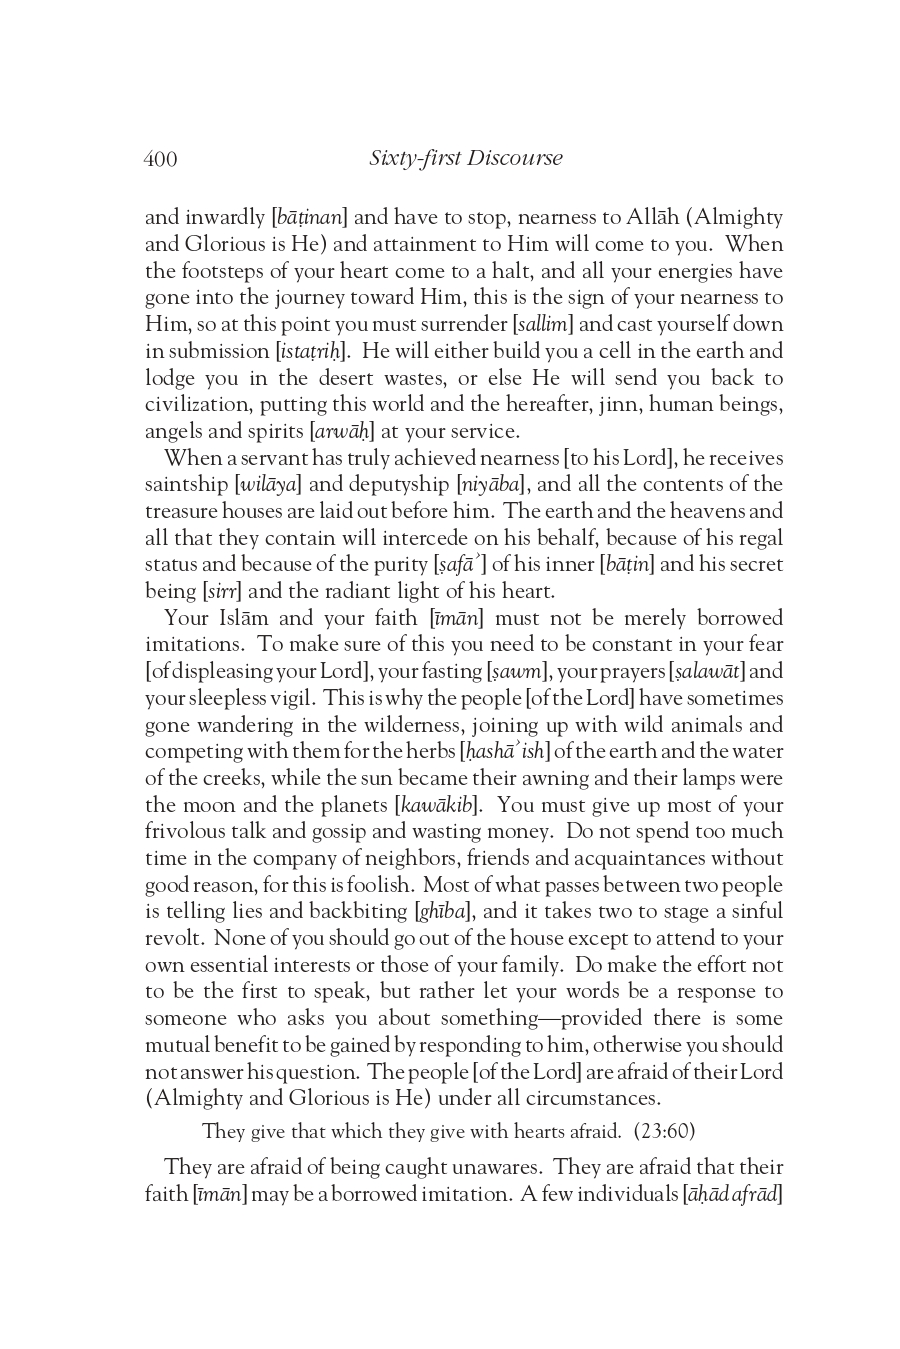 400
Sixty-first Discourse
and inwardly [bāṭinan] and have to stop, nearness to Allāh (Almighty
and Glorious is He) and attainment to Him will come to you. When
the footsteps of your heart come to a halt, and all your energies have
gone into the journey toward Him, this is the sign of your nearness to
Him, so at this point you must surrender [sallim] and cast yourself down
in submission [istaṭriḥ]. He will either build you a cell in the earth and
lodge you in the desert wastes, or else He will send you back to
civilization, putting this world and the hereafter, jinn, human beings,
angels and spirits [arwāḥ] at your service.
When a servant has truly achieved nearness [to his Lord], he receives
saintship [wilāya] and deputyship [niyāba], and all the contents of the
treasure houses are laid out before him. The earth and the heavens and
all that they contain will intercede on his behalf, because of his regal
status and because of the purity [ṣafāʾ] of his inner [bāṭin] and his secret
being [sirr] and the radiant light of his heart.
Your Islām and your faith [īmān] must not be merely borrowed
imitations. To make sure of this you need to be constant in your fear
[of displeasing your Lord], your fasting [ṣawm], your prayers [ṣalawāt] and
your sleepless vigil. This is why the people [of the Lord] have sometimes
gone wandering in the wilderness, joining up with wild animals and
competing with them for the herbs [ḥashāʾish] of the earth and the water
of the creeks, while the sun became their awning and their lamps were
the moon and the planets [kawākib]. You must give up most of your
frivolous talk and gossip and wasting money. Do not spend too much
time in the company of neighbors, friends and acquaintances without
good reason, for this is foolish. Most of what passes between two people
is telling lies and backbiting [ghība], and it takes two to stage a sinful
revolt. None of you should go out of the house except to attend to your
own essential interests or those of your family. Do make the effort not
to be the first to speak, but rather let your words be a response to
someone who asks you about something—provided there is some
mutual benefit to be gained by responding to him, otherwise you should
not answer his question. The people [of the Lord] are afraid of their Lord
(Almighty and Glorious is He) under all circumstances.
They give that which they give with hearts afraid. (23:60)
They are afraid of being caught unawares. They are afraid that their
faith [īmān] may be a borrowed imitation. A few individuals [āḥād afrād]